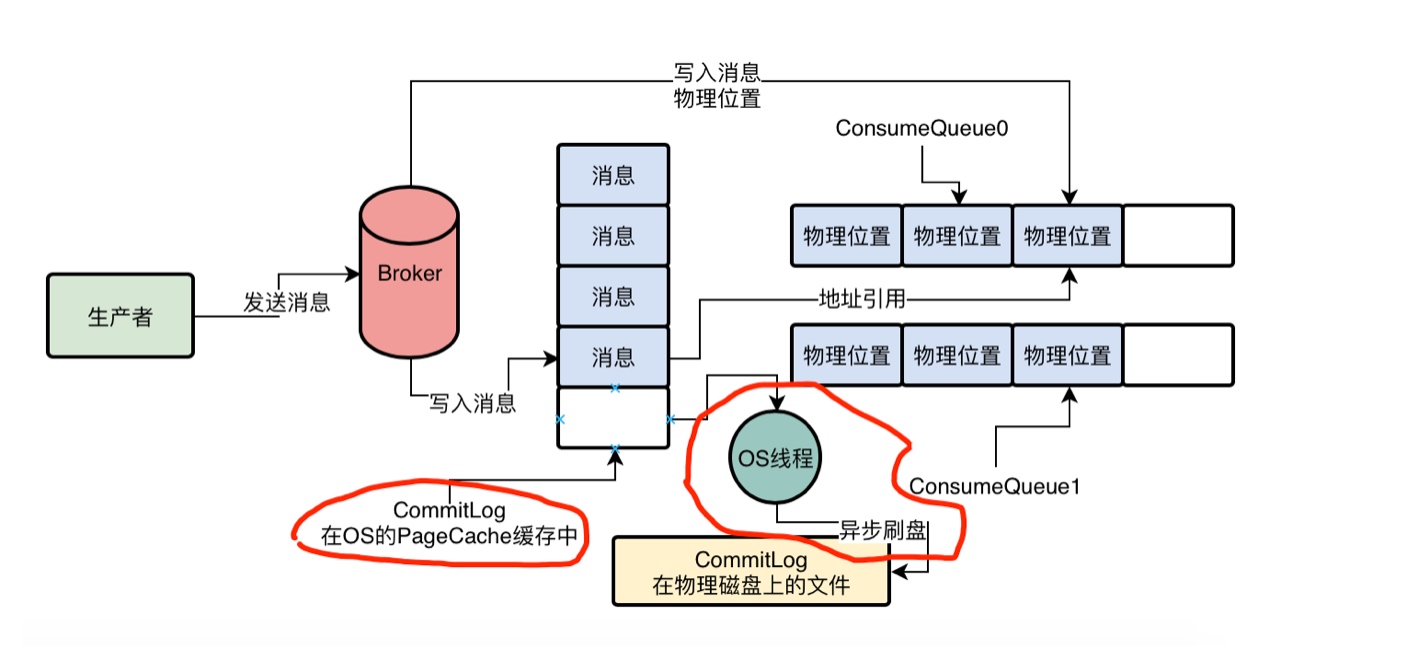 写入消息
物理位置
ConsumeQueue0
消息
消息
消息
消息
物理位置
物理位置
物理位置
Broker
生产者
发送消息
地址引用
物理位置
物理位置
物理位置
写入消息
OS线程
ConsumeQueue1
CommitLog
在OS的PageCache缓存中
异步刷盘
CommitLog
在物理磁盘上的文件